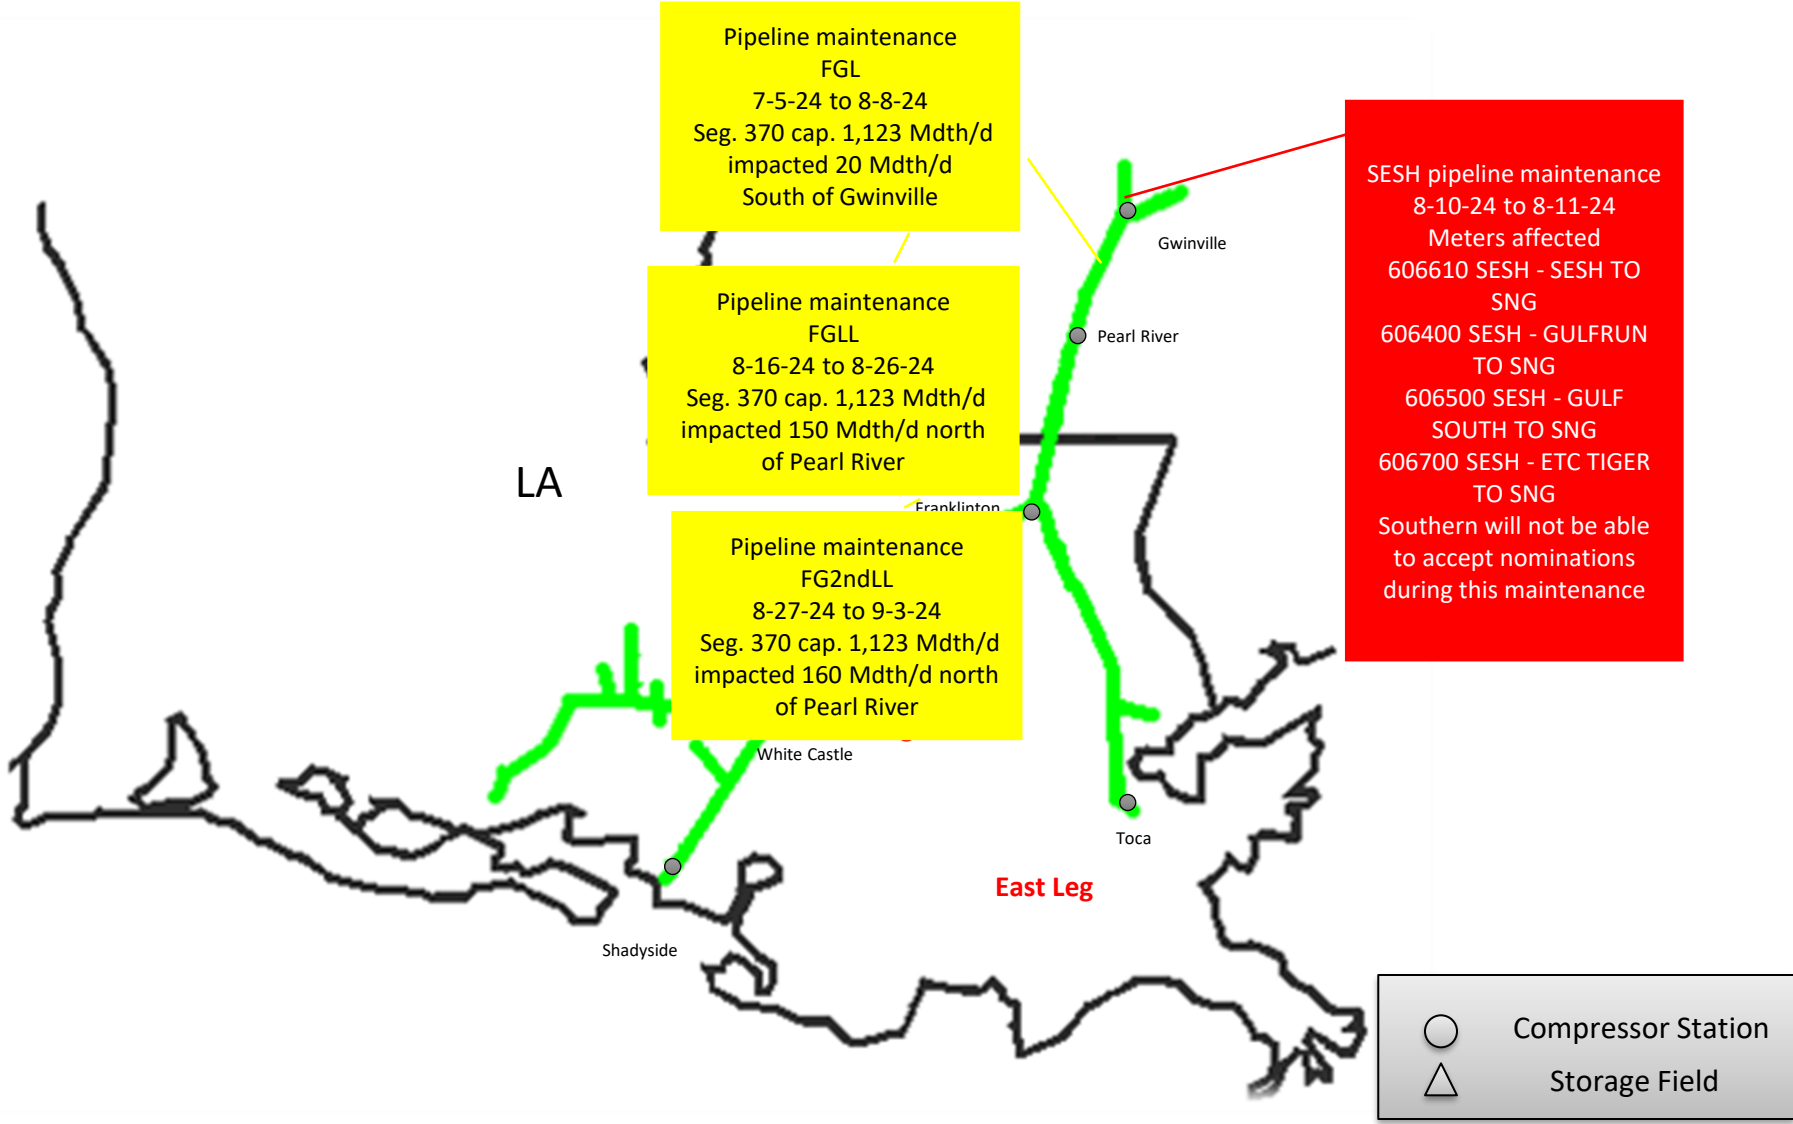 Pipeline maintenance
FGL
7-5-24 to 8-8-24
Seg. 370 cap. 1,123 Mdth/d
impacted 20 Mdth/d
South of Gwinville
SESH pipeline maintenance
8-10-24 to 8-11-24
Meters affected
606610 SESH - SESH TO
SNG
606400 SESH - GULFRUN
TO SNG
606500 SESH - GULF
SOUTH TO SNG
606700 SESH - ETC TIGER
TO SNG
Southern will not be able
to accept nominations
during this maintenance
Gwinville
Pipeline maintenance
FGLL
8-16-24 to 8-26-24
Seg. 370 cap. 1,123 Mdth/d
impacted 150 Mdth/d north
of Pearl River
Pearl River
LA
Franklinton
Pipeline maintenance
FG2ndLL
8-27-24 to 9-3-24
Seg. 370 cap. 1,123 Mdth/d
impacted 160 Mdth/d north
of Pearl River
White Castle
Toca
East Leg
Shadyside
Compressor Station
Storage Field